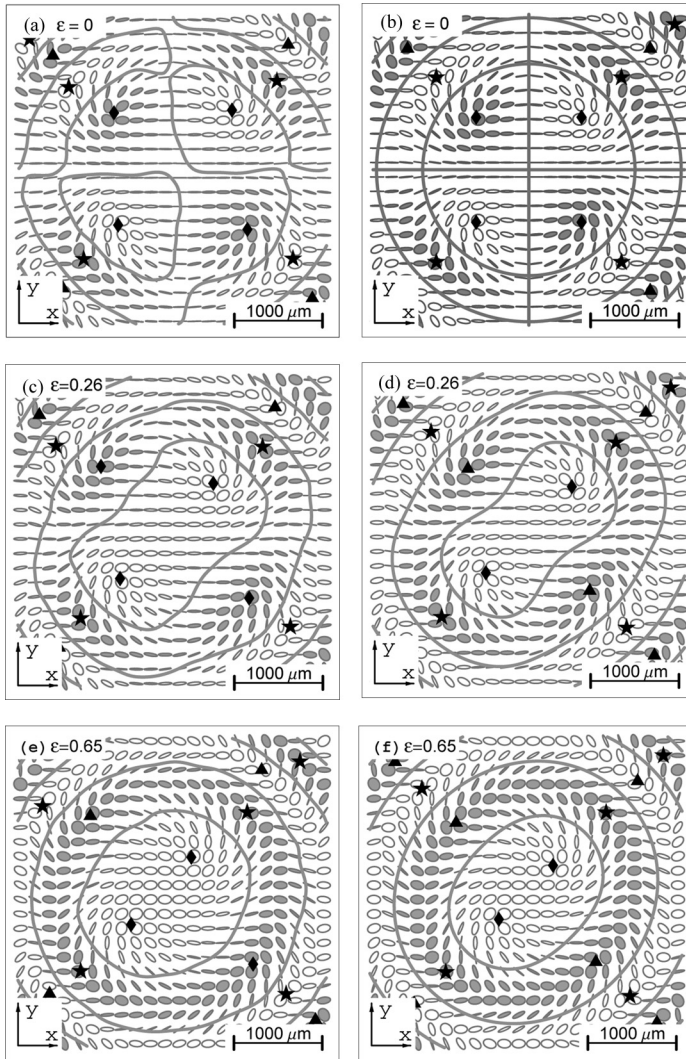 (a) ε=0
(b) ε=0
y
x
1000 μm
y
x
1000 μm
(c) ε=0.26
(d) ε=0.26
y
x
1000 μm
y
x
1000 μm
(e) ε=0.65
(f) ε=0.65
y
x
1000 μm
y
x
1000 μm